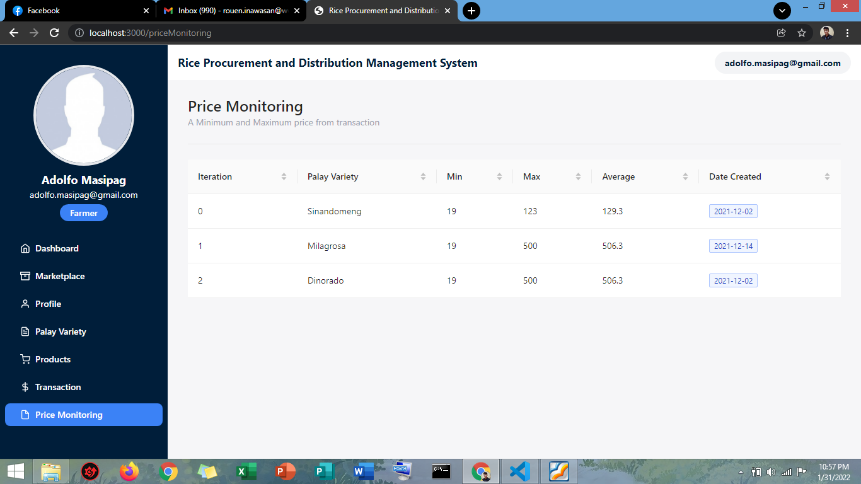 Facebook
Inbox (990) - rouen.inawasan@w
Rice Procurement and Distributio
localhost:3000/priceMonitoring
Rice Procurement and Distribution Management System
adolfo.masipag@gmail.com
Adolfo Masipag
adolfo.masipag@gmail.com
Farmer
Dashboard
Marketplace
Profile
Palay Variety
Products
Transaction
Price Monitoring
Price Monitoring
A Minimum and Maximum price from transaction
Iteration Palay Variety Min Max Average Date Created
0 Sinandomeng 19 123 129.3 2021-12-02
1 Milagrosa 19 500 506.3 2021-12-14
2 Dinorado 19 500 506.3 2021-12-02
10:57 PM
1/31/2022